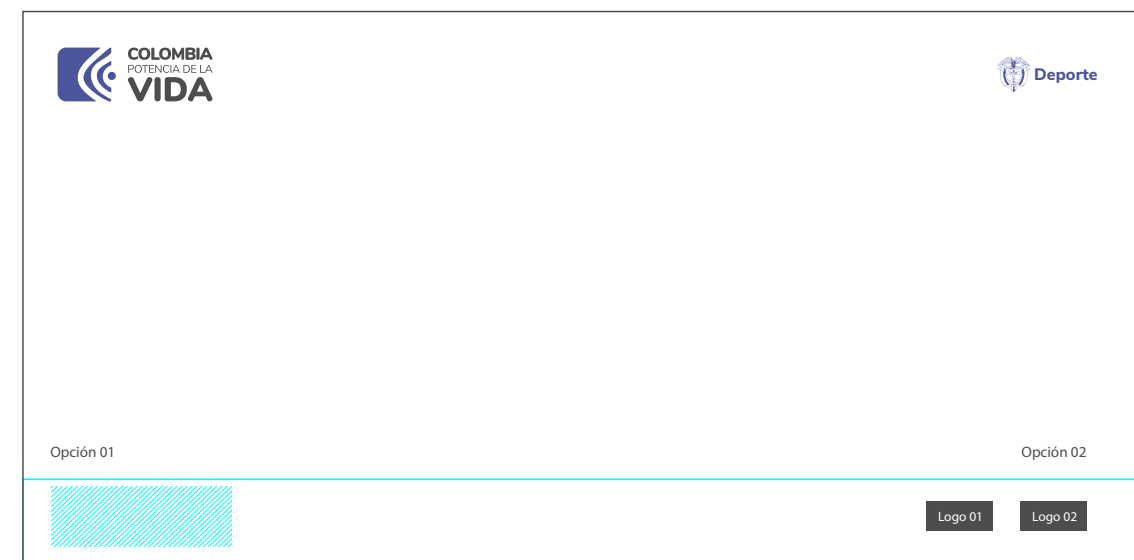 COLOMBIA
POTENCIA DE LA
VIDA
Deporte
Opción 01
Opción 02
Logo 01
Logo 02